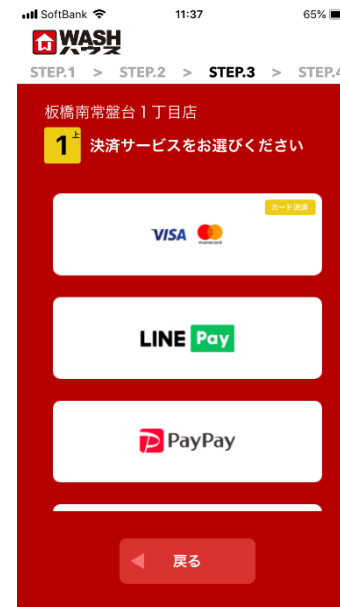 SoftBank 11:37 65%
WASH
ハウス
STEP.1 > STEP.2 > STEP.3 > STEP.4
板橋南常盤台1丁目店
1上 決済サービスをお選びください
カード決済
VISA mastercard
LINE Pay
PayPay
戻る